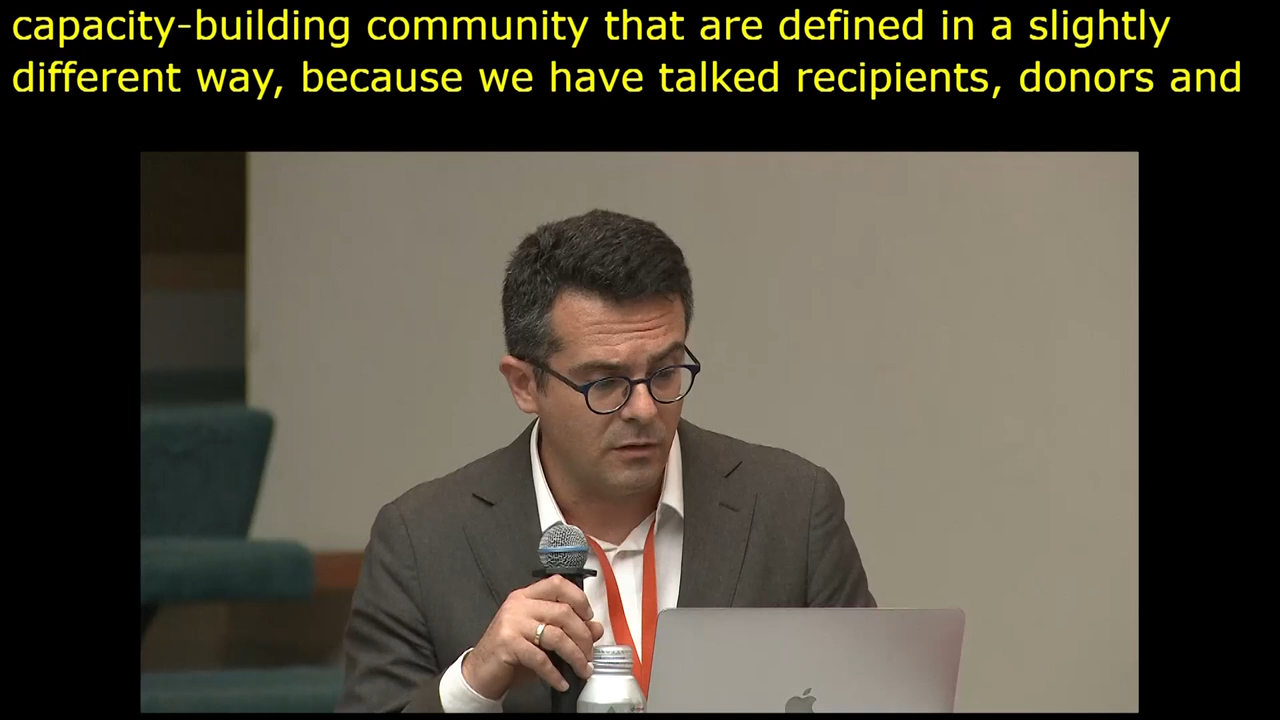 capacity-building community that are defined in a slightly
different way, because we have talked recipients, donors and